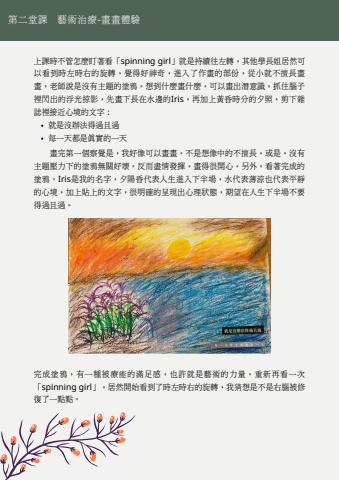 第二堂課　藝術治療-畫畫體驗
上課時不管怎麼盯著看「spinning girl」就是持續往左轉，其他學長姐居然可
以看到時左時右的旋轉，覺得好神奇，進入了作畫的部份，從小就不擅長畫
畫，老師說是沒有主題的塗鴉，想到什麼畫什麼，可以畫出潛意識，抓住腦子
裡閃出的浮光掠影，先畫下長在水邊的Iris，再加上黃昏時分的夕照，剪下雜
誌裡接近心境的文字：
• 就是沒辦法得過且過
• 每一天都是真實的一天
畫完第一個察覺是，我好像可以畫畫，不是想像中的不擅長，或是，沒有
主題壓力下的塗鴉無關好壞，反而盡情發揮，畫得很開心，另外，看著完成的
塗鴉，Iris是我的名字，夕陽昏代表人生進入下半場，水代表薄涼也代表平靜
的心境，加上貼上的文字，很明確的呈現出心理狀態，期望在人生下半場不要
得過且過。
就是沒辦法得過且過
完成塗鴉，有一種被療癒的滿足感，也許就是藝術的力量，重新再看一次
「spinning girl」，居然開始看到了時左時右的旋轉，我猜想是不是右腦被修
復了一點點。